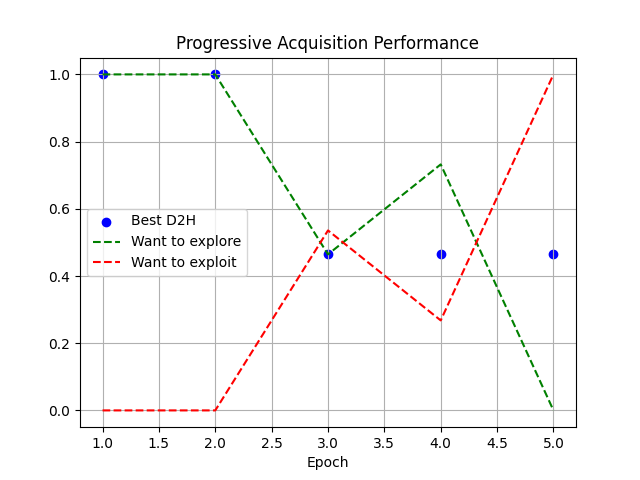 Progressive Acquisition Performance
1.0
0.8
0.6
0.4
0.2
0.0
Best D2H
Want to explore
Want to exploit
1.0 1.5 2.0 2.5 3.0 3.5 4.0 4.5 5.0
Epoch